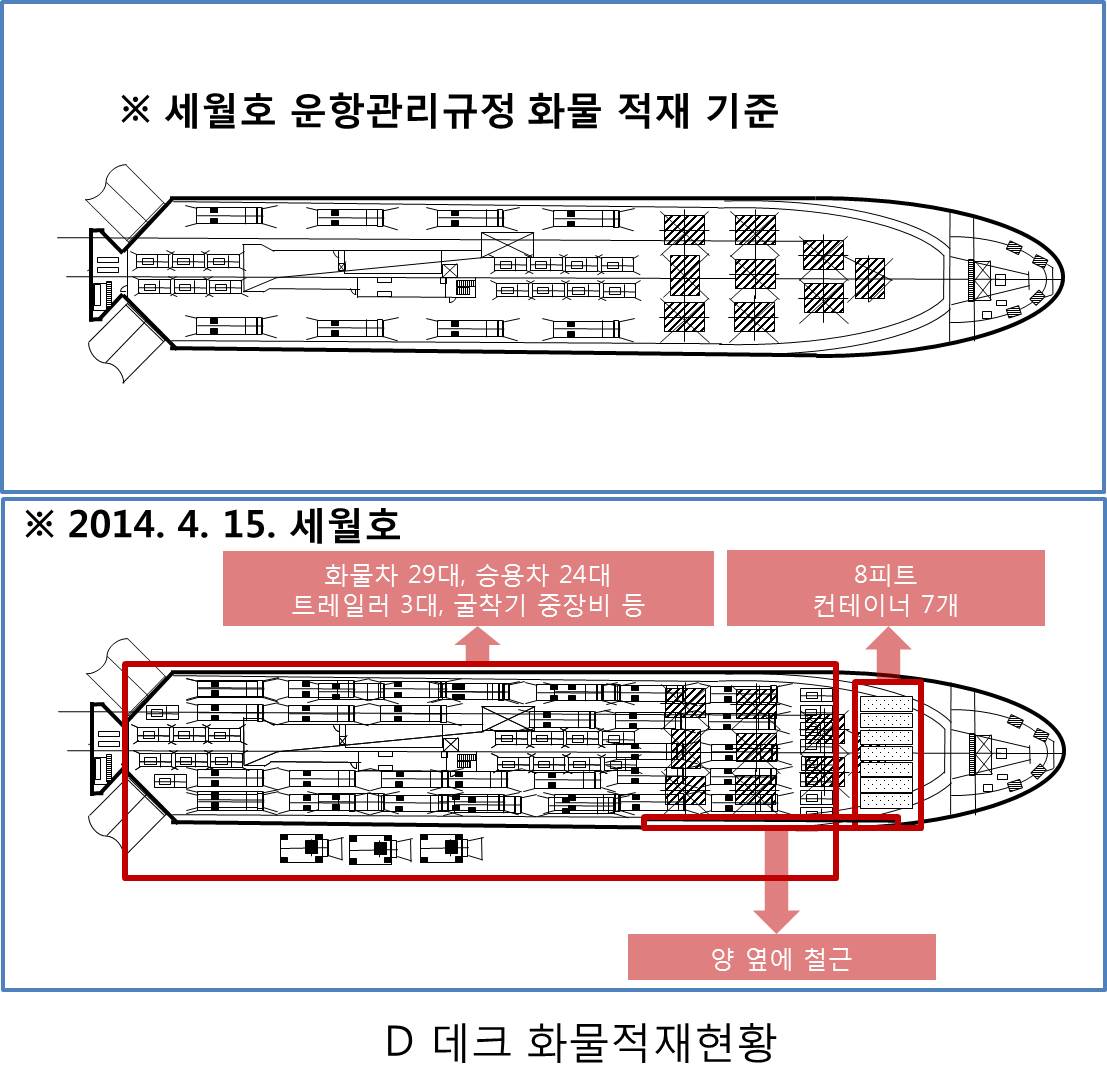 ※ 세월호 운항관리규정 화물 적재 기준
※ 2014. 4. 15. 세월호
화물차 29대, 승용차 24대
트레일러 3대, 굴착기 중장비 등
8피트
컨테이너 7개
양 옆에 철근
D 데크 화물적재현황